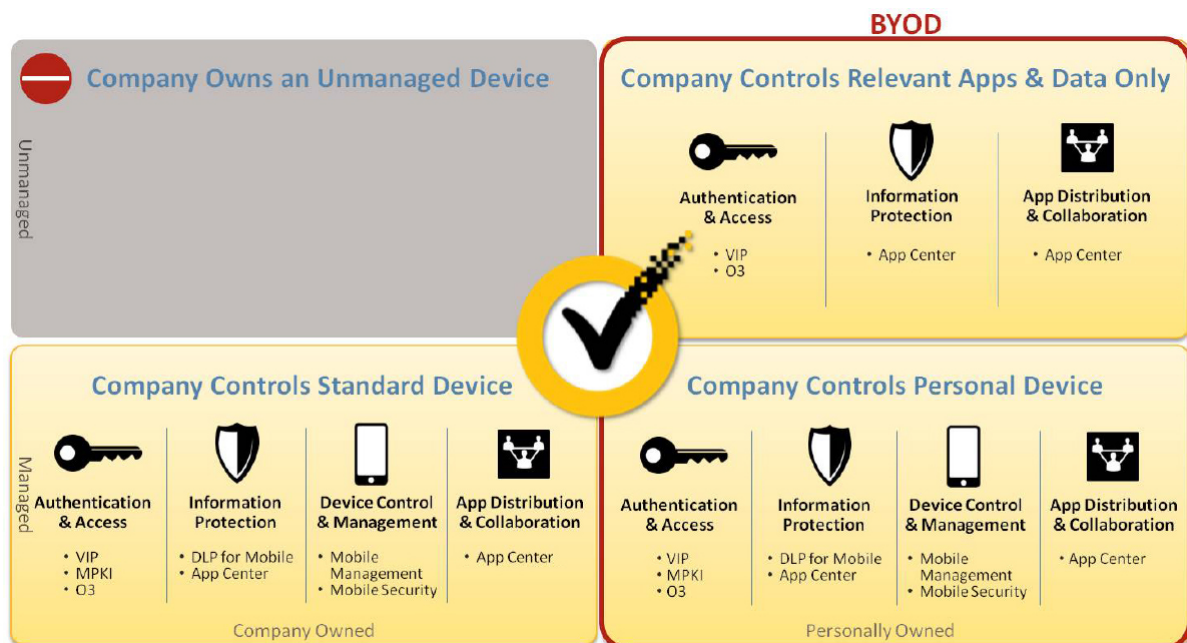 BYOD
Company Owns an Unmanaged Device
Unmanaged
Company Controls Relevant Apps & Data Only
Authentication
& Access
• VIP
• O3
Information
Protection
• App Center
App Distribution
& Collaboration
• App Center
Company Controls Standard Device
Managed
Authentication
& Access
• VIP
• MPKI
• O3
Information
Protection
• DLP for Mobile
• App Center
Device Control
& Management
• Mobile
Management
• Mobile Security
App Distribution
& Collaboration
• App Center
Company Owned
Company Controls Personal Device
Authentication
& Access
• VIP
• MPKI
• O3
Information
Protection
• DLP for Mobile
• App Center
Device Control
& Management
• Mobile
Management
• Mobile Security
App Distribution
& Collaboration
• App Center
Personally Owned